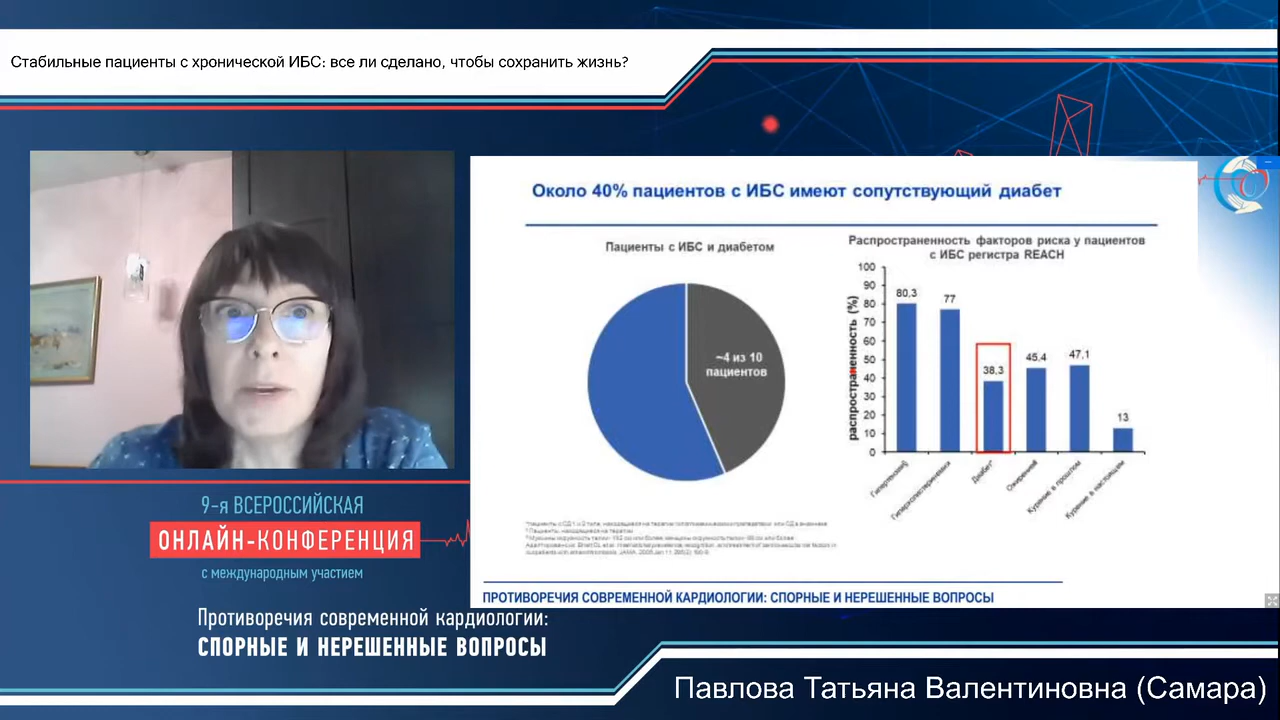 Стабильные пациенты с хронической ИБС: все ли сделано, чтобы сохранить жизнь?
Около 40% пациентов с ИБС имеют сопутствующий диабет
Пациенты с ИБС и диабетом
~4 из 10
пациентов
Распространенность факторов риска у пациентов
с ИБС регистра REACH
распространенность (%)
100
90
80
70
60
50
40
30
20
10
0
80,3
77
38,3
45,4
47,1
13
Диабет*
Курение в прошлом
Курение в настоящем
ПРОТИВОРЕЧИЯ СОВРЕМЕННОЙ КАРДИОЛОГИИ: СПОРНЫЕ И НЕРЕШЕННЫЕ ВОПРОСЫ
9-я ВСЕРОССИЙСКАЯ
ОНЛАЙН-КОНФЕРЕНЦИЯ
с международным участием
Противоречия современной кардиологии:
СПОРНЫЕ И НЕРЕШЕННЫЕ ВОПРОСЫ
Павлова Татьяна Валентиновна (Самара)